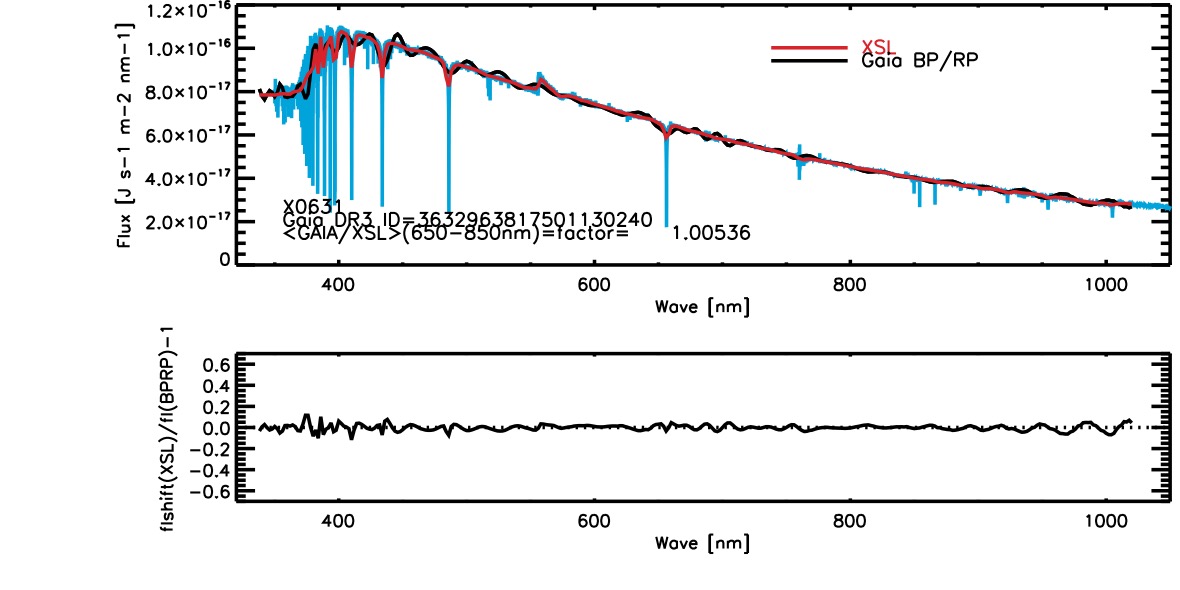 1.2×10−16
1.0×10−16
8.0×10−17
6.0×10−17
4.0×10−17
2.0×10−17
0
Flux [J s−1 m−2 nm−1]
XSL
Gaia BP/RP
X0631
Gaia DR3 ID=36329638175011302​40
<GAIA/XSL>(650−850nm)=factor= 1.00536
400 600 800 1000
Wave [nm]
0.6
0.4
0.2
0.0
−0.2
−0.4
−0.6
flshift(XSL)/fl(BPRP)−1
400 600 800 1000
Wave [nm]